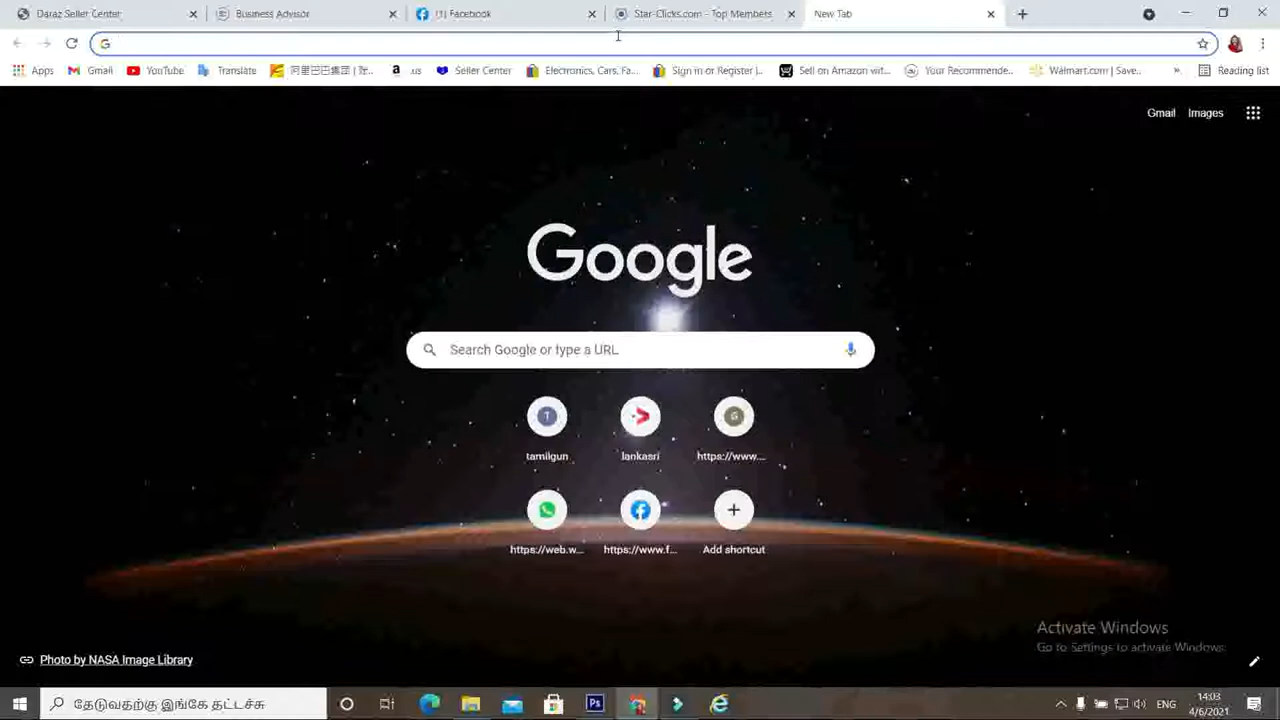 Daraz Seller Center
Business Advisor
(1) Facebook
Star-Clicks.com - Top Members
New Tab
Apps
Gmail
YouTube
Translate
a .us
Seller Center
Electronics, Cars, Fa...
Sign in or Register |...
Sell on Amazon wit...
Your Recommende...
Walmart.com | Save...
»
Reading list
Gmail
Images
Google
Search Google or type a URL
T
G
tamilgun
lankasri
https://www....
https://web.w...
https://www.f...
Add shortcut
Activate Windows
Go to Settings to activate Windows.
Photo by NASA Image Library
தேடுவதற்கு இங்கே தட்டச்சு
Ps
ENG
14:03
4/6/2021